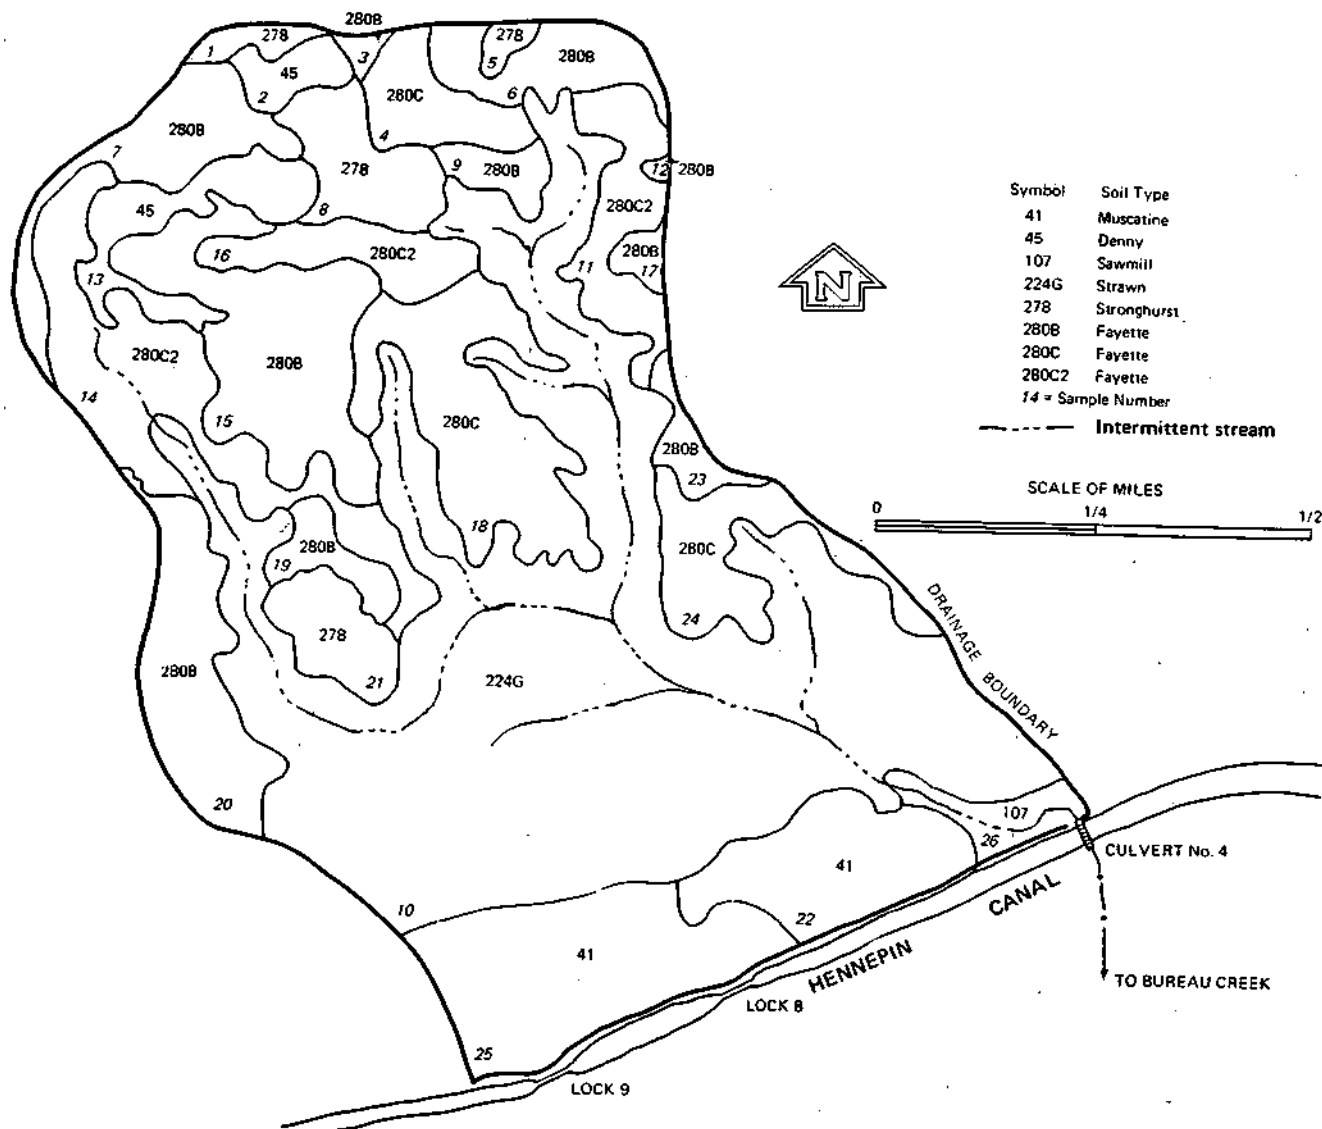 280B
278
278
1
3
5
280B
45
2
280C
6
280B
4
7
278
9
280B
12
280B
45
8
280C2
16
280C2
11
280B
17
13
280C2
280B
14
15
280C
280B
23
18
280C
280B
19
24
278
21
280B
224G
20
10
41
22
41
25
107
26
Symbol Soil Type
41 Muscatine
45 Denny
107 Sawmill
224G Strawn
278 Stronghurst
280B Fayette
280C Fayette
280C2 Fayette
14 = Sample Number
Intermittent stream
N
SCALE OF MILES
0 1/4 1/2
DRAINAGE BOUNDARY
CULVERT No. 4
HENNEPIN CANAL
TO BUREAU CREEK
LOCK 8
LOCK 9